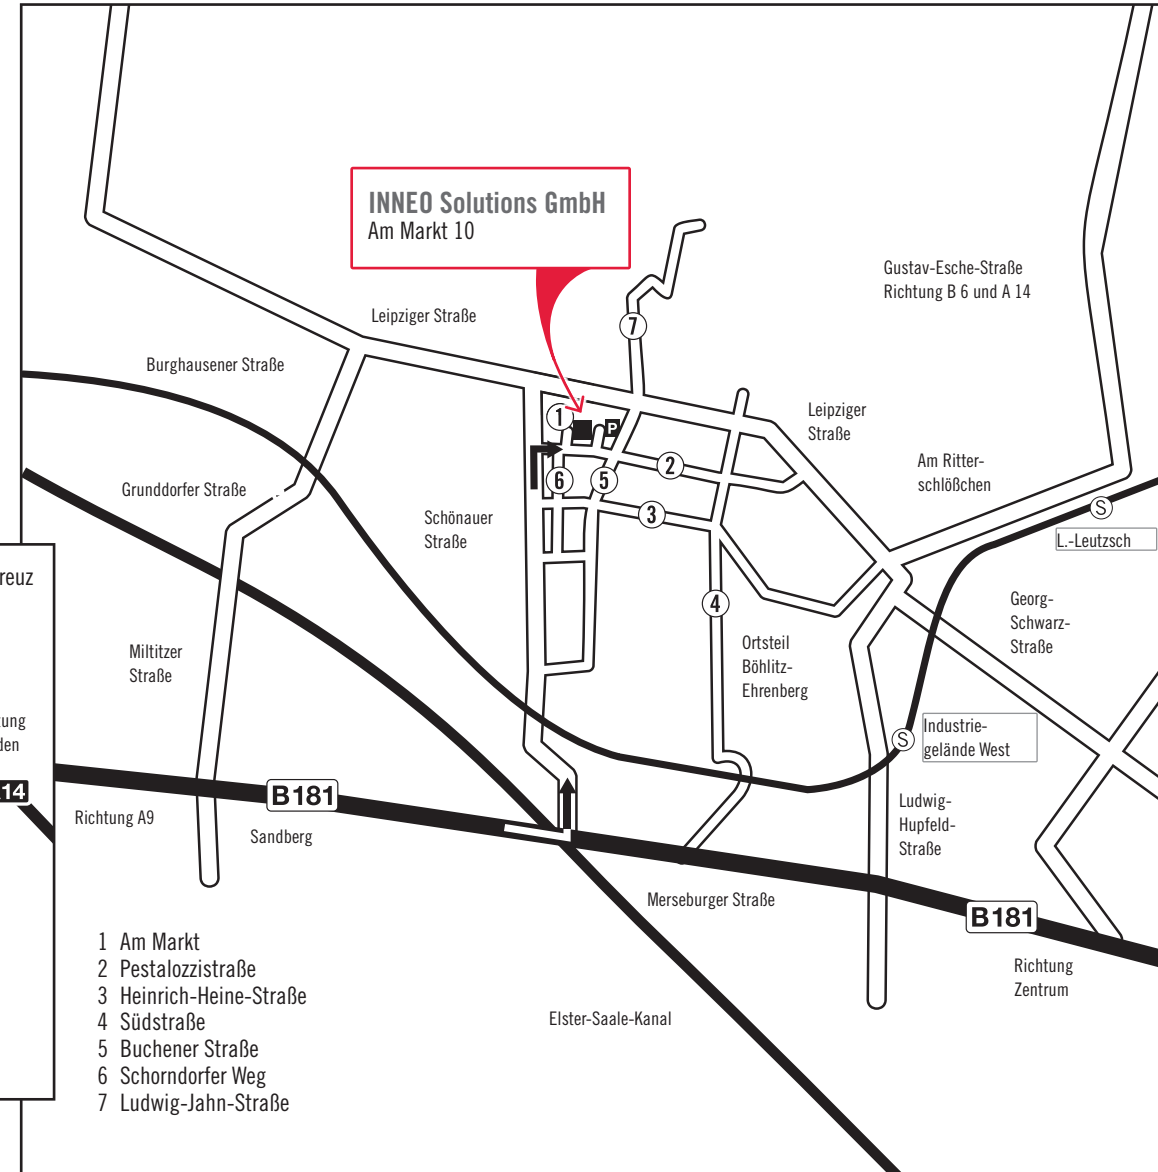 INNEO Solutions GmbH
Am Markt 10
Gustav-Esche-Straße
Richtung B 6 und A 14
Leipziger Straße
7
Burghausener Straße
1
P
Leipziger
Straße
2
Am Ritter-
schlößchen
Grunddorfer Straße
6
5
3
Schönauer
Straße
S
L.-Leutzsch
reuz
4
Georg-
Schwarz-
Straße
Miltitzer
Straße
Ortsteil
Böhlitz-
Ehrenberg
tung
den
S
Industrie-
gelände West
14
B181
Richtung A9
Sandberg
Ludwig-
Hupfeld-
Straße
Merseburger Straße
B181
Richtung
Zentrum
Elster-Saale-Kanal
1 Am Markt
2 Pestalozzistraße
3 Heinrich-Heine-Straße
4 Südstraße
5 Buchener Straße
6 Schorndorfer Weg
7 Ludwig-Jahn-Straße